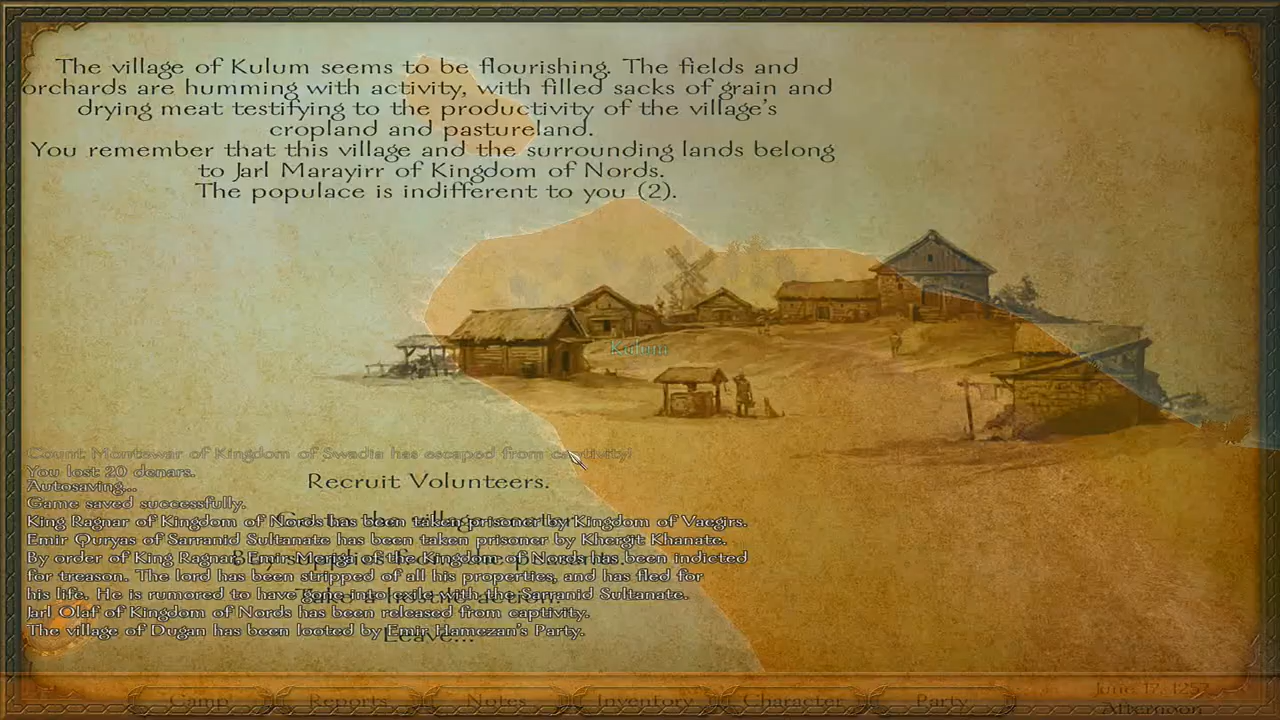 The village of Kulum seems to be flourishing. The fields and
orchards are humming with activity, with filled sacks of grain and
drying meat testifying to the productivity of the village's
cropland and pastureland.
You remember that this village and the surrounding lands belong
to Jarl Marayirr of Kingdom of Nords.
The populace is indifferent to you (2).
Kulum
Count Montewar of Kingdom of Swadia has escaped from captivity!
You lost 20 denars.
Recruit Volunteers.
Autosaving...
Game saved successfully.
King Ragnar of Kingdom of Nords has been taken prisoner by Kingdom of Vaegirs.
Emir Quryas of Sarranid Sultanate has been taken prisoner by Khergit Khanate.
By order of King Ragnar, Emir Merigh of the Kingdom of Nords has been indicted
for treason. The lord has been stripped of all his properties, and has fled for
his life. He is rumored to have gone into exile with the Sarranid Sultanate.
Jarl Olaf of Kingdom of Nords has been released from captivity.
The village of Dugan has been looted by Emir Hamezan's Party.
Leave...
Camp Reports Notes Inventory Character Party
June 17, 1257
Afternoon